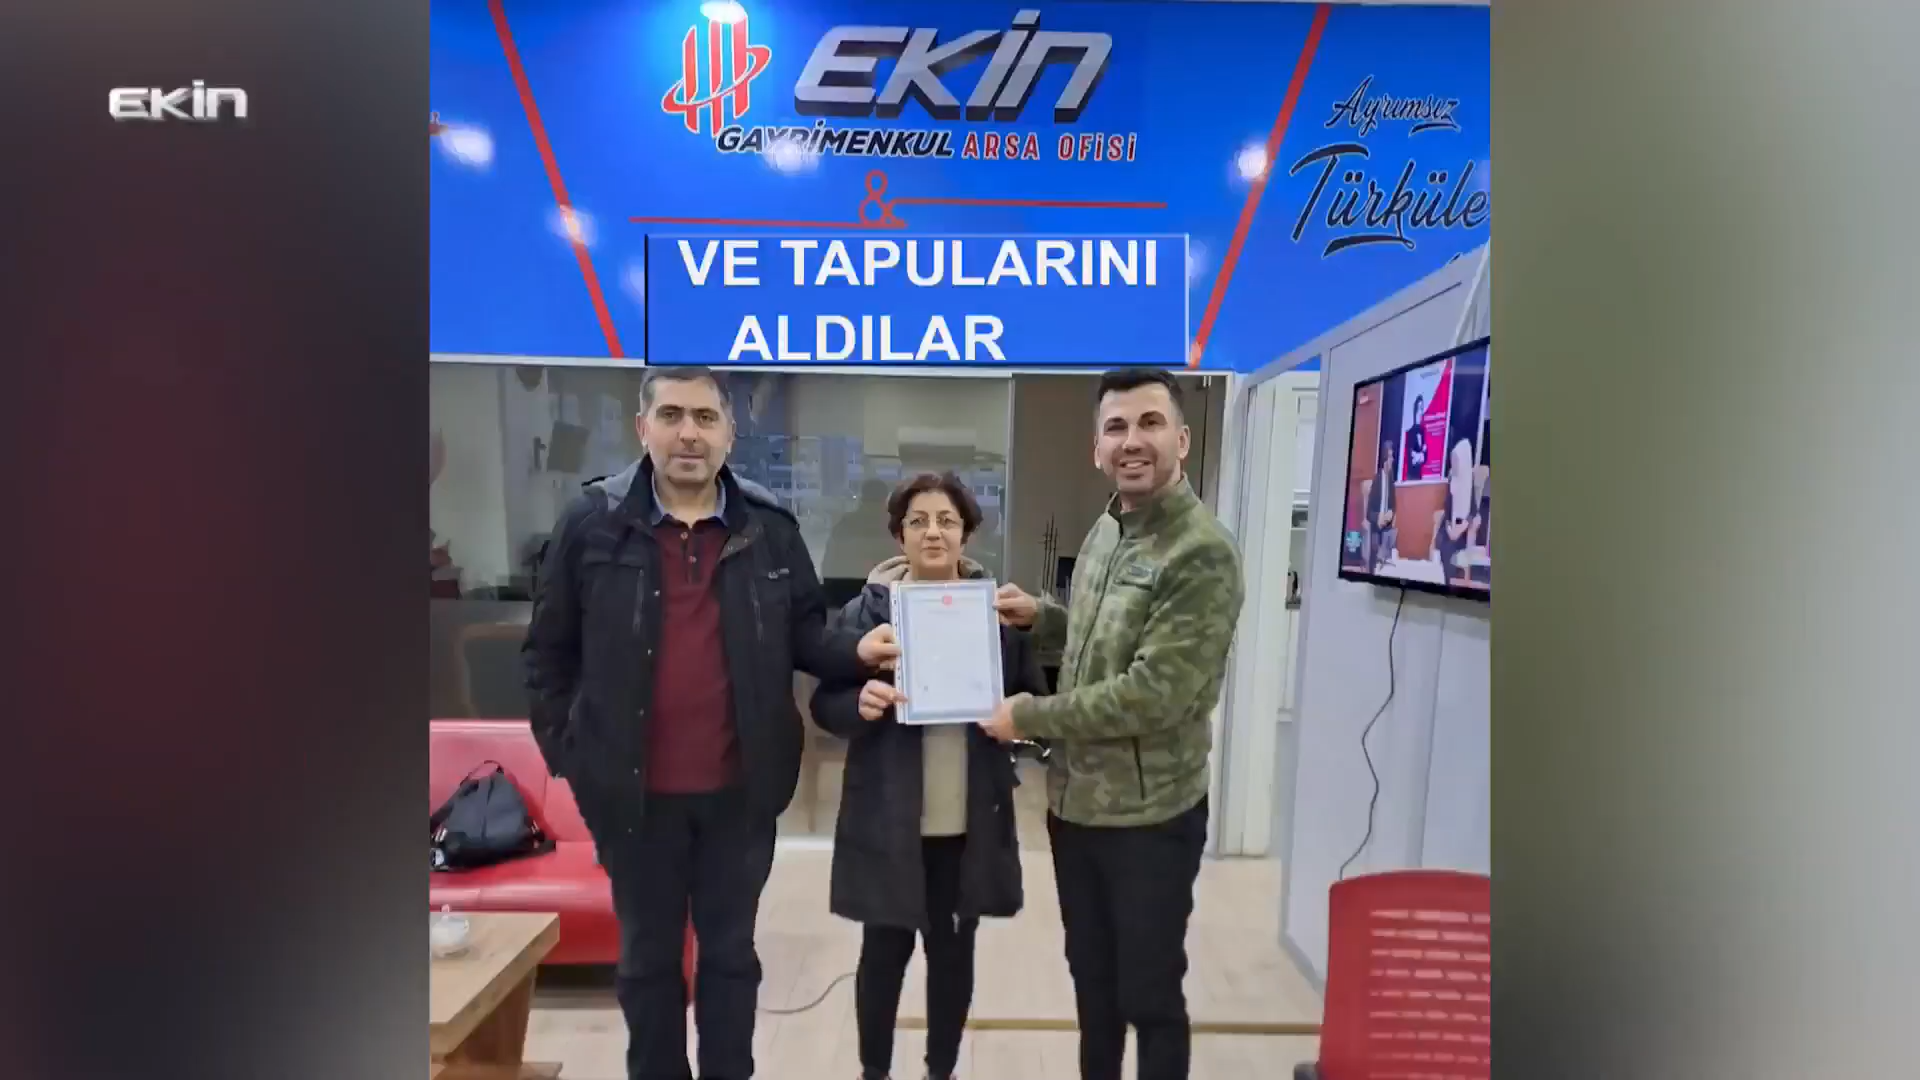 EKİN
EKİN
GAYRİMENKUL ARSA OFİSİ
&
Ayrımsız
Türküle
VE TAPULARINI
ALDILAR